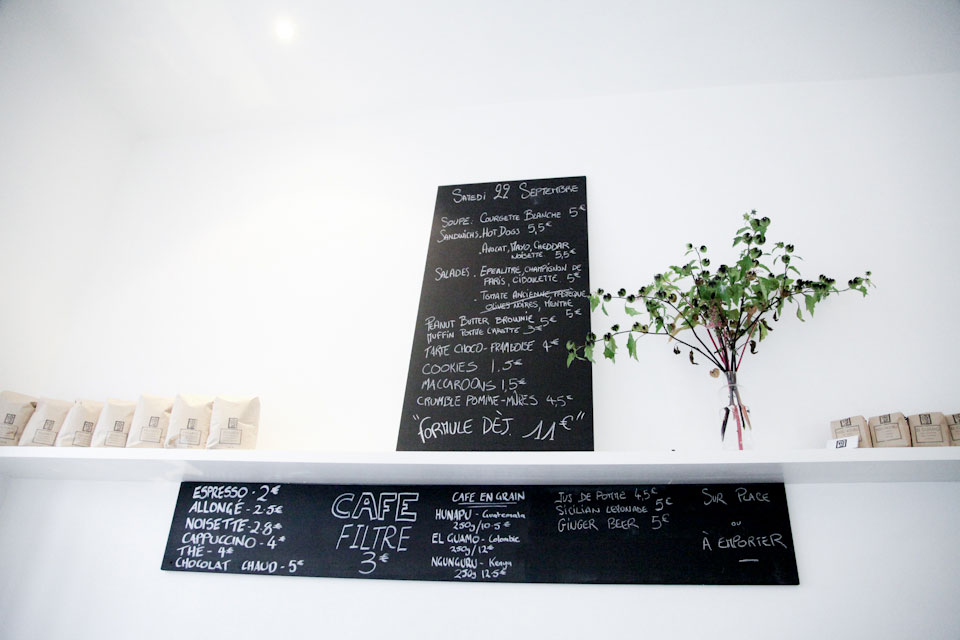 SAMEDI 22 SEPTEMBRE
SOUPE. COURGETTE BLANCHE 5€
SANDWICHS. HOT DOGS 5,5€
. AVOCAT, MAYO, CHEDDAR
NOISETTE 5,5€
SALADES . EPEAUTRE, CHAMPIGNON DE
PARIS, CIBOULETTE 5€
. TOMATE ANCIENNE, PASTEQUE,
OLIVES NOIRES, MENTHE
5€
PEANUT BUTTER BROWNIE 5€
MUFFIN POMME CAROTTE 3€
TARTE CHOCO-FRAMBOISE 4€
COOKIES 1.5€
MACCAROONS 1,5€
CRUMBLE POMME-MÛRES 4,5€
"FORMULE DÈJ. 11€"
ESPRESSO - 2€
ALLONGÉ - 2.5€
NOISETTE - 2.8€
CAPPUCCINO - 4€
THÉ - 4€
CHOCOLAT CHAUD - 5€
CAFE
FILTRE
3€
CAFE EN GRAIN
HUNAPU - Guatemala
250g/10.5€
EL GUAMO - Colombie
250g/12€
NGUNGURU - Kenya
250g 12.5€
JUS DE POMME 4,5€
SICILIAN LEMONADE 5€
GINGER BEER 5€
SUR PLACE
ou
À EMPORTER